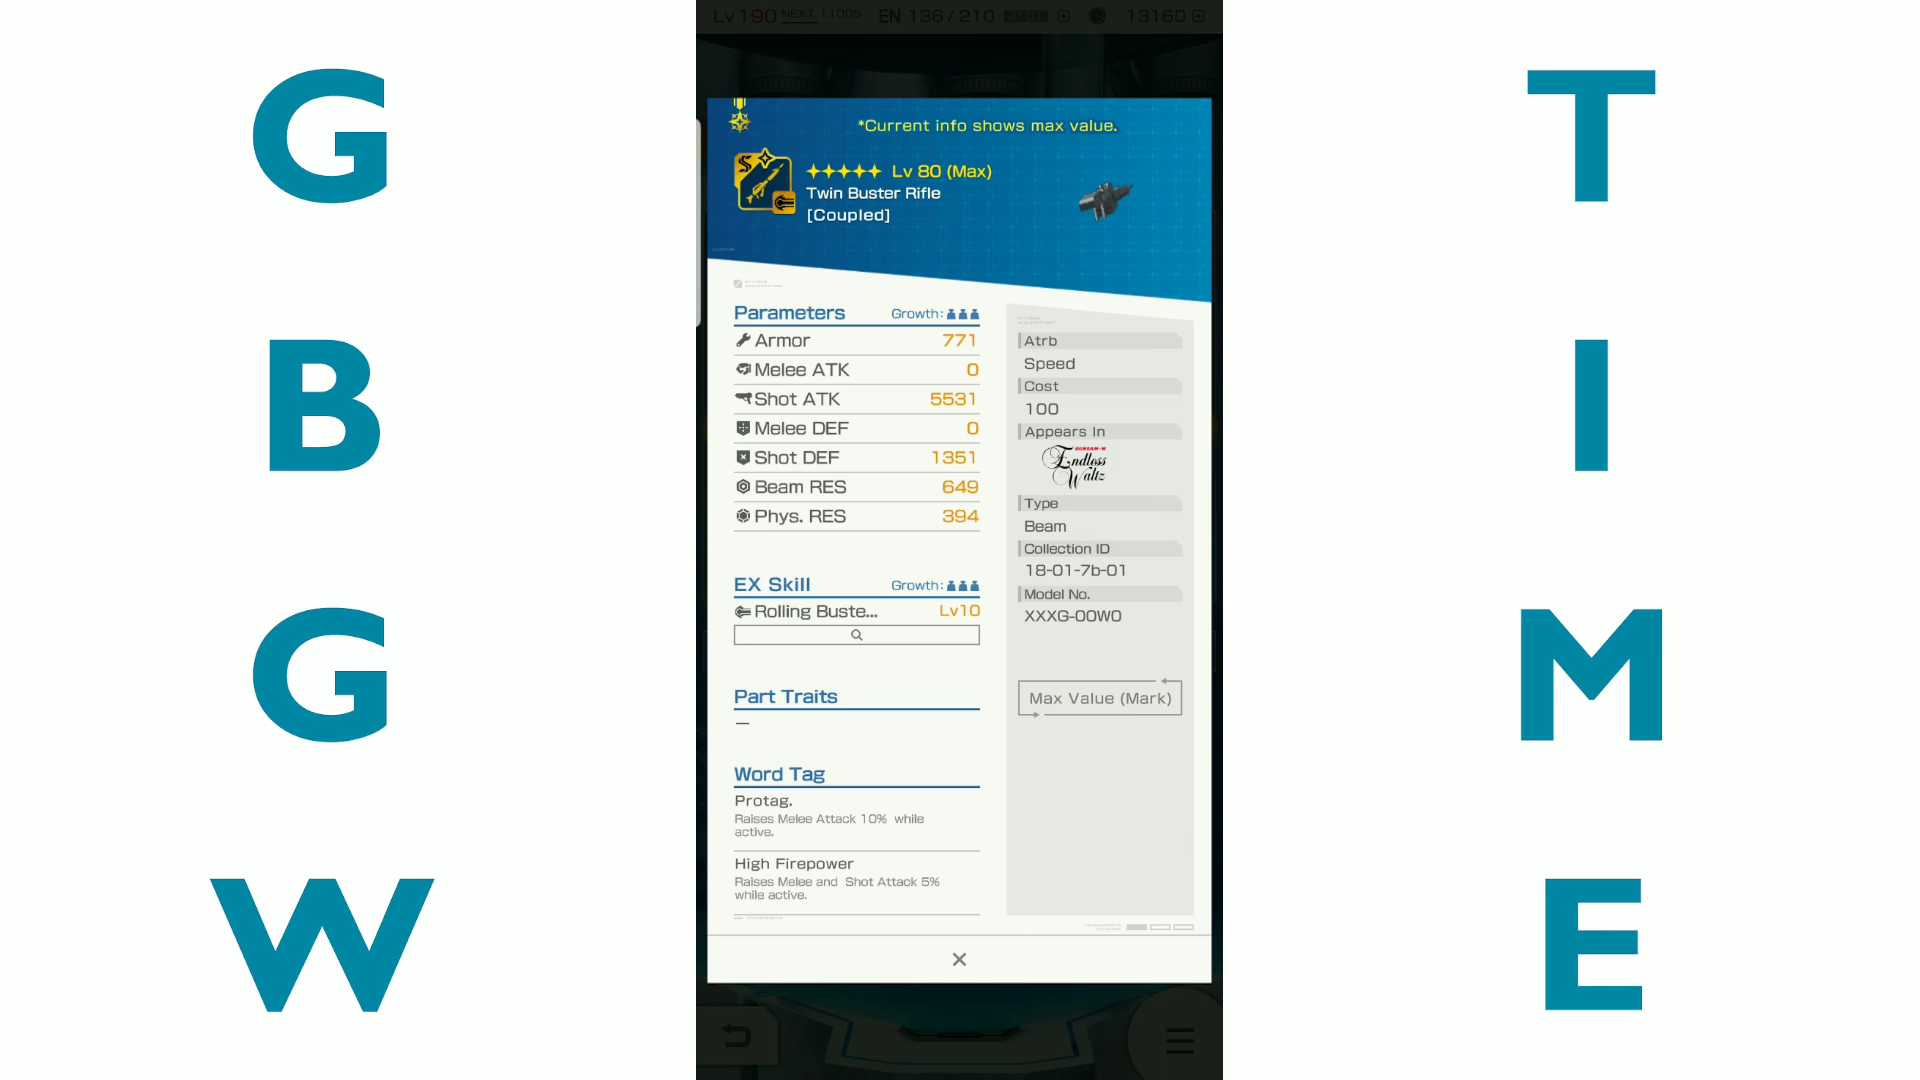 G
B
G
W
Lv 190 NEXT 11005 EN 136/210 13160
*Current info shows max value.
S
Lv 80 (Max)
Twin Buster Rifle
[Coupled]
Parameters Growth:
Armor 771
Melee ATK 0
Shot ATK 5531
Melee DEF 0
Shot DEF 1351
Beam RES 649
Phys. RES 394
EX Skill Growth:
Rolling Buste... Lv10
Part Traits
—
Word Tag
Protag.
Raises Melee Attack 10% while
active.
High Firepower
Raises Melee and Shot Attack 5%
while active.
Atrb
Speed
Cost
100
Appears In
GUNDAM-W
Endless
Waltz
Type
Beam
Collection ID
18-01-7b-01
Model No.
XXXG-00W0
Max Value (Mark)
T
I
M
E